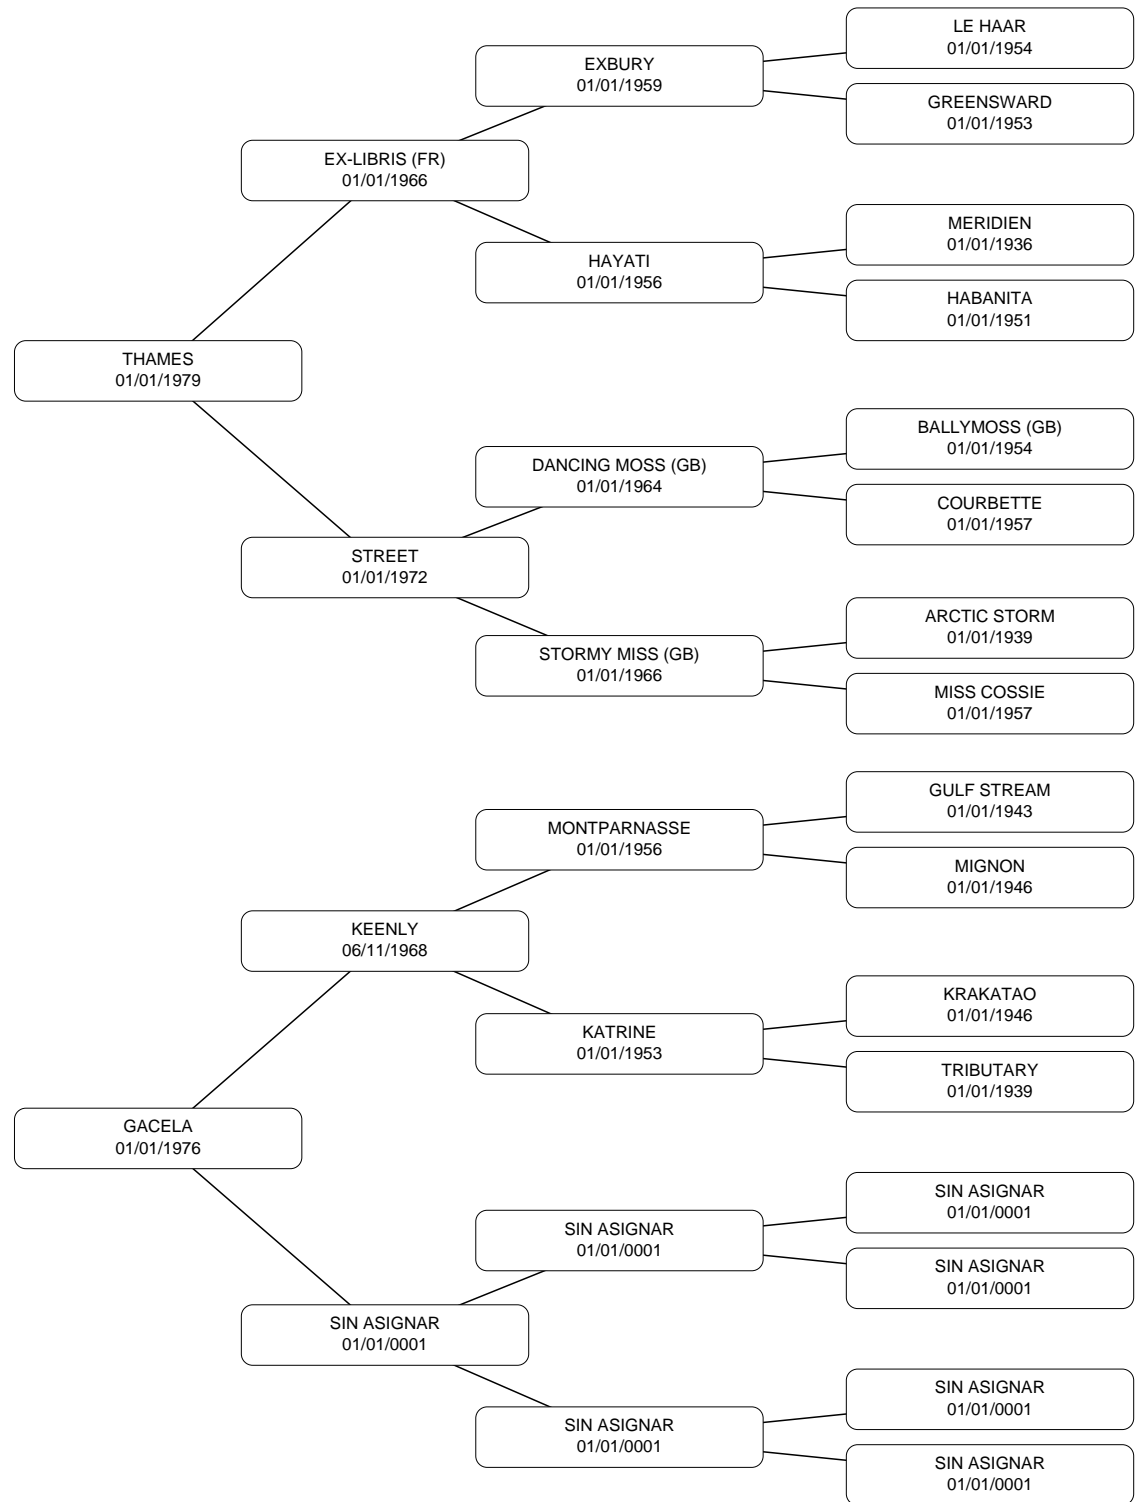 LE HAAR
01/01/1954
EXBURY
01/01/1959
GREENSWARD
01/01/1953
EX-LIBRIS (FR)
01/01/1966
MERIDIEN
01/01/1936
HAYATI
01/01/1956
HABANITA
01/01/1951
THAMES
01/01/1979
BALLYMOSS (GB)
01/01/1954
DANCING MOSS (GB)
01/01/1964
COURBETTE
01/01/1957
STREET
01/01/1972
ARCTIC STORM
01/01/1939
STORMY MISS (GB)
01/01/1966
MISS COSSIE
01/01/1957
GULF STREAM
01/01/1943
MONTPARNASSE
01/01/1956
MIGNON
01/01/1946
KEENLY
06/11/1968
KRAKATAO
01/01/1946
KATRINE
01/01/1953
TRIBUTARY
01/01/1939
GACELA
01/01/1976
SIN ASIGNAR
01/01/0001
SIN ASIGNAR
01/01/0001
SIN ASIGNAR
01/01/0001
SIN ASIGNAR
01/01/0001
SIN ASIGNAR
01/01/0001
SIN ASIGNAR
01/01/0001
SIN ASIGNAR
01/01/0001